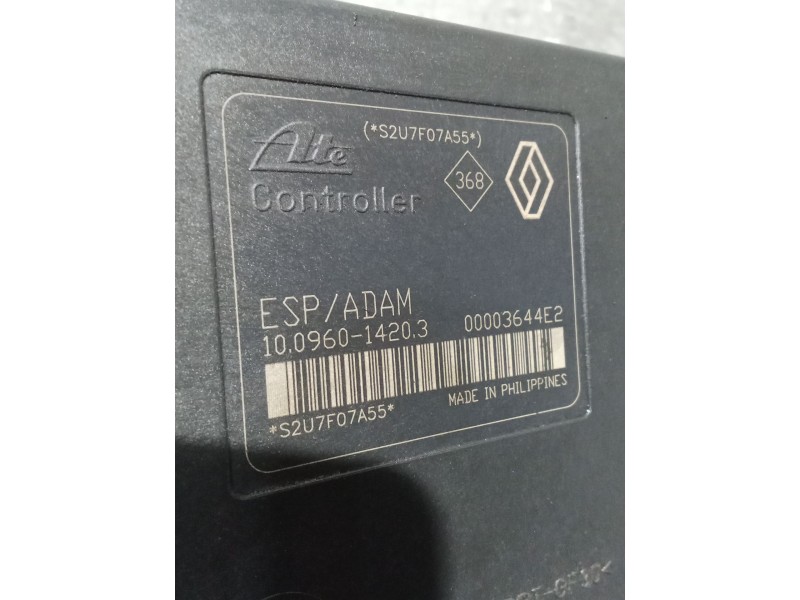 (*S2U7F07A55*)
Ate
368
Controller
ESP/ADAM
10.0960-1420.3 00003644E2
MADE IN PHILIPPINES
*S2U7F07A55*